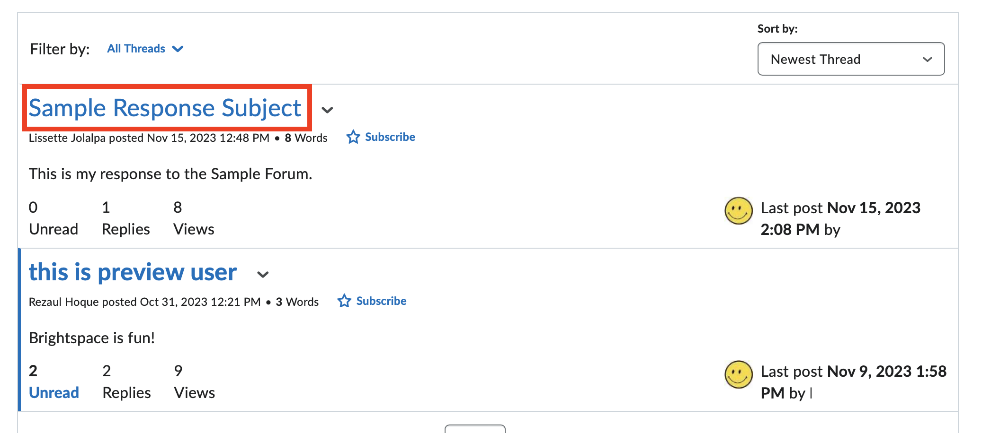 Sort by:
Filter by: All Threads
Newest Thread
Sample Response Subject
Lissette Jolalpa posted Nov 15, 2023 12:48 PM • 8 Words Subscribe
This is my response to the Sample Forum.
0 1 8
Unread Replies Views
Last post Nov 15, 2023
2:08 PM by
this is preview user
Rezaul Hoque posted Oct 31, 2023 12:21 PM • 3 Words Subscribe
Brightspace is fun!
2 2 9
Unread Replies Views
Last post Nov 9, 2023 1:58
PM by